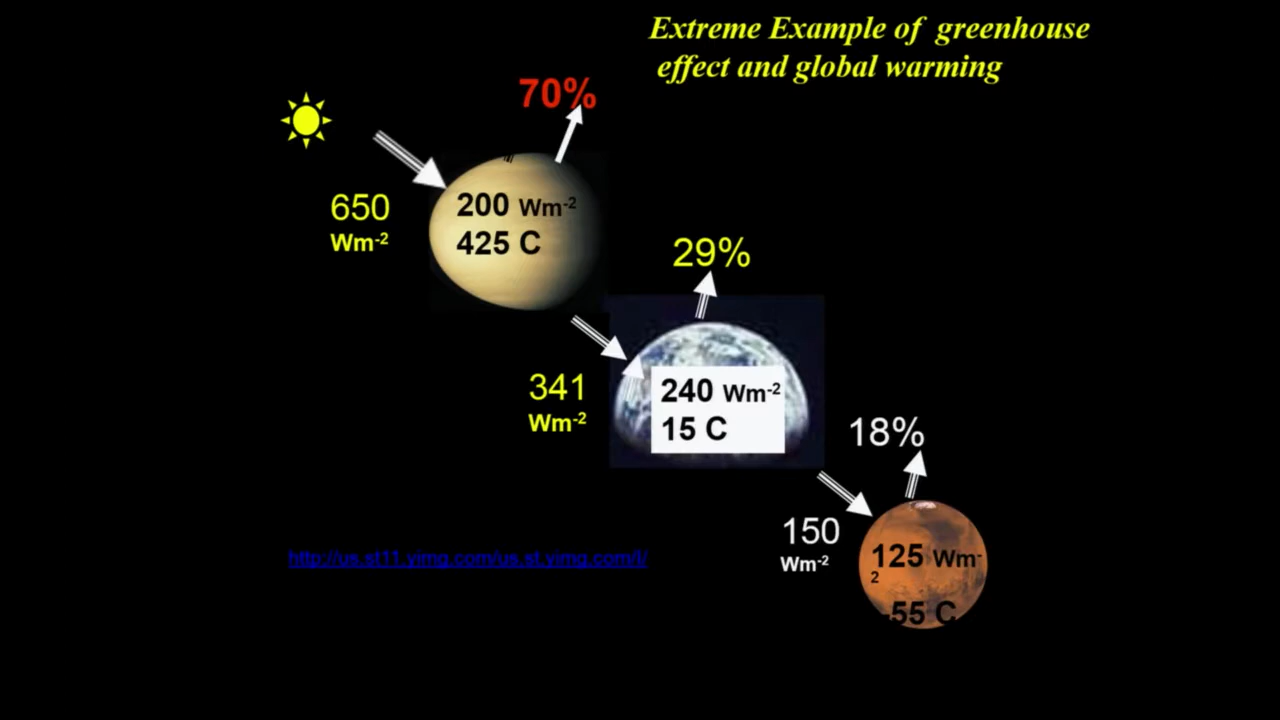 Extreme Example of greenhouse
effect and global warming
70%
650
Wm-2
200 Wm-2
425 C
29%
341
Wm-2
240 Wm-2
15 C
18%
150
Wm-2
125 Wm-
2
-55 C
http://us.st11.yimg.com/us.st.yimg.com/I/